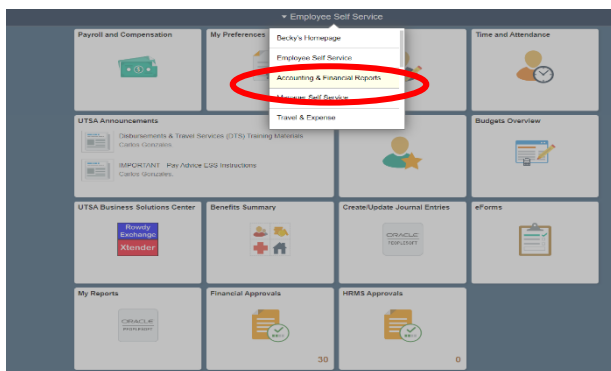 Employee Self Service
Payroll and Compensation
My Preferences
Becky's Homepage
Employee Self Service
Accounting & Financial Reports
Manager Self Service
Travel & Expense
Time and Attendance
UTSA Announcements
Disbursements & Travel Services (DTS) Training Materials
Carlos Gonzales.
IMPORTANT - Pay Advice ESS Instructions
Carlos Gonzales.
Budgets Overview
UTSA Business Solutions Center
Rowdy
Exchange
Xtender
Benefits Summary
Create/Update Journal Entries
ORACLE
PEOPLESOFT
eForms
My Reports
ORACLE
PEOPLESOFT
Financial Approvals
30
HRMS Approvals
0